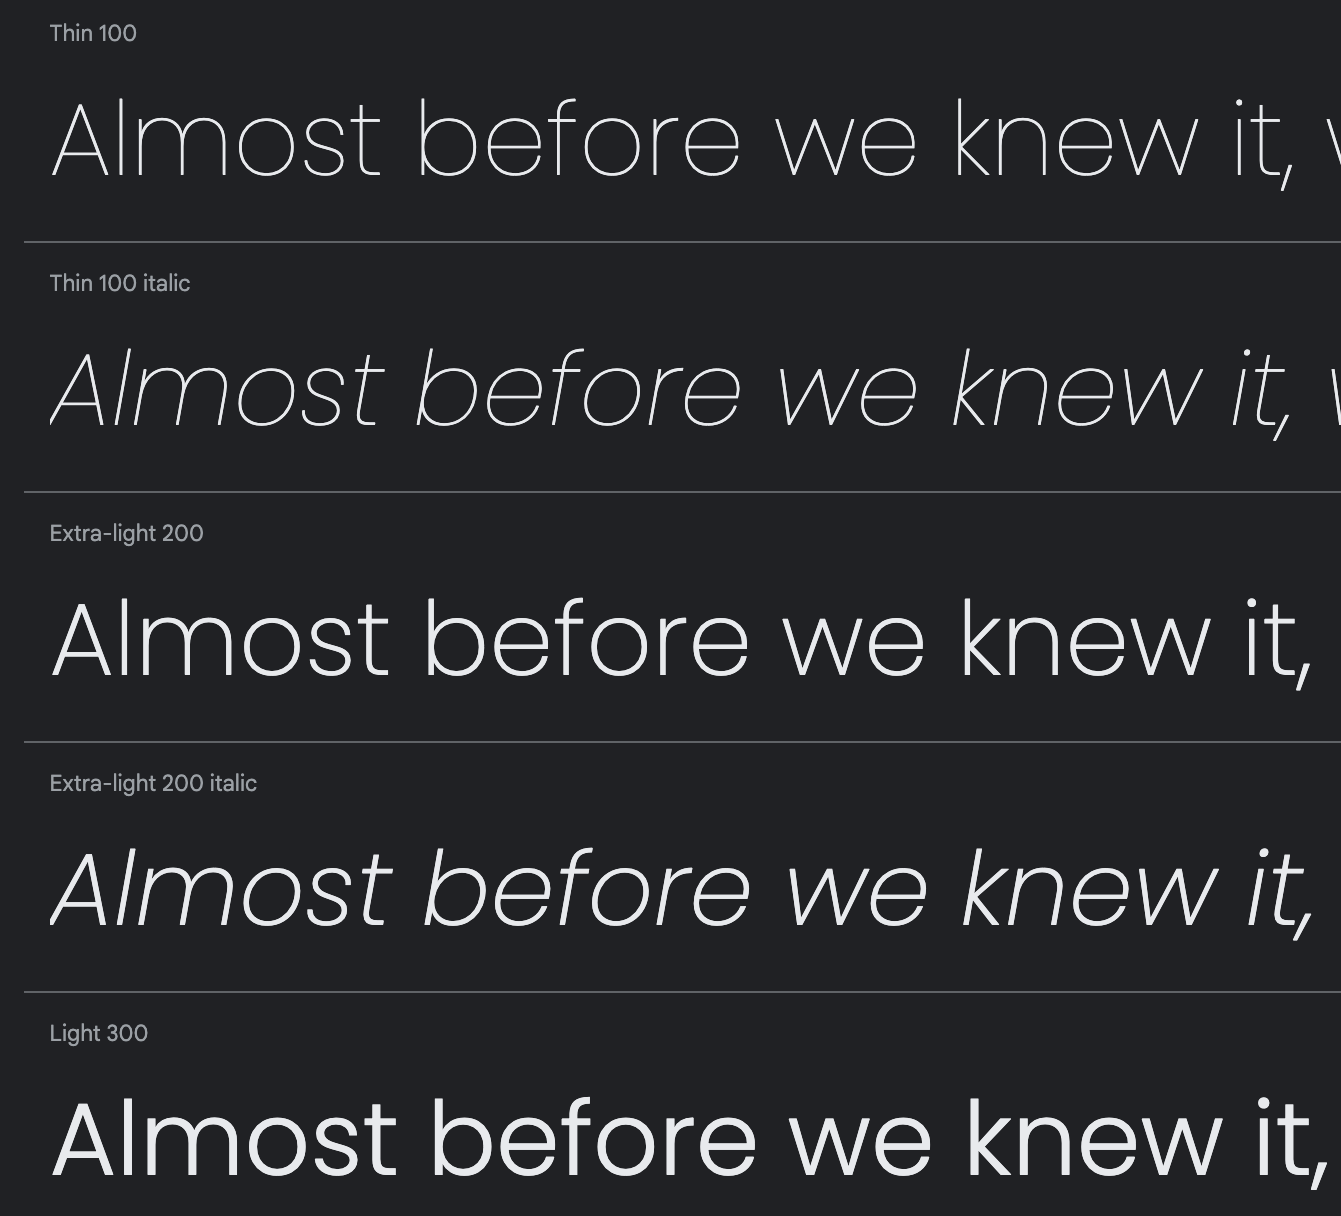 Thin 100
Almost before we knew it,
Thin 100 italic
Almost before we knew it,
Extra-light 200
Almost before we knew it,
Extra-light 200 italic
Almost before we knew it,
Light 300
Almost before we knew it,